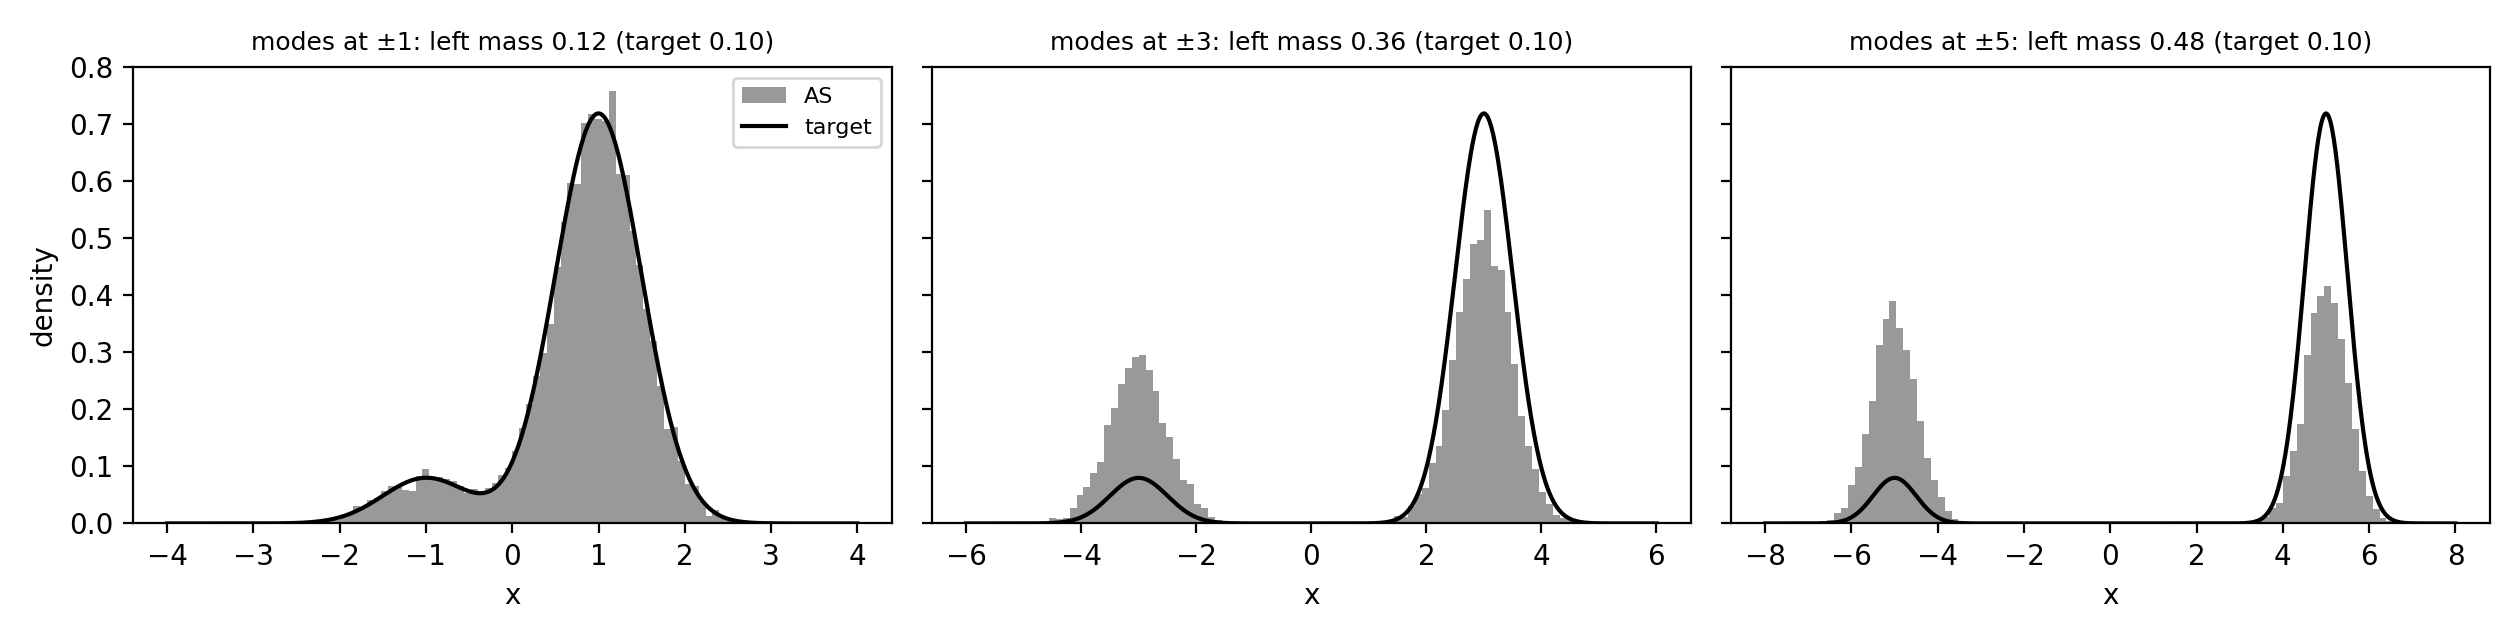 modes at ±1: left mass 0.12 (target 0.10)
modes at ±3: left mass 0.36 (target 0.10)
modes at ±5: left mass 0.48 (target 0.10)
AS
target
density
0.8
0.7
0.6
0.5
0.4
0.3
0.2
0.1
0.0
−4 −3 −2 −1 0 1 2 3 4
−6 −4 −2 0 2 4 6
−8 −6 −4 −2 0 2 4 6 8
x
x
x